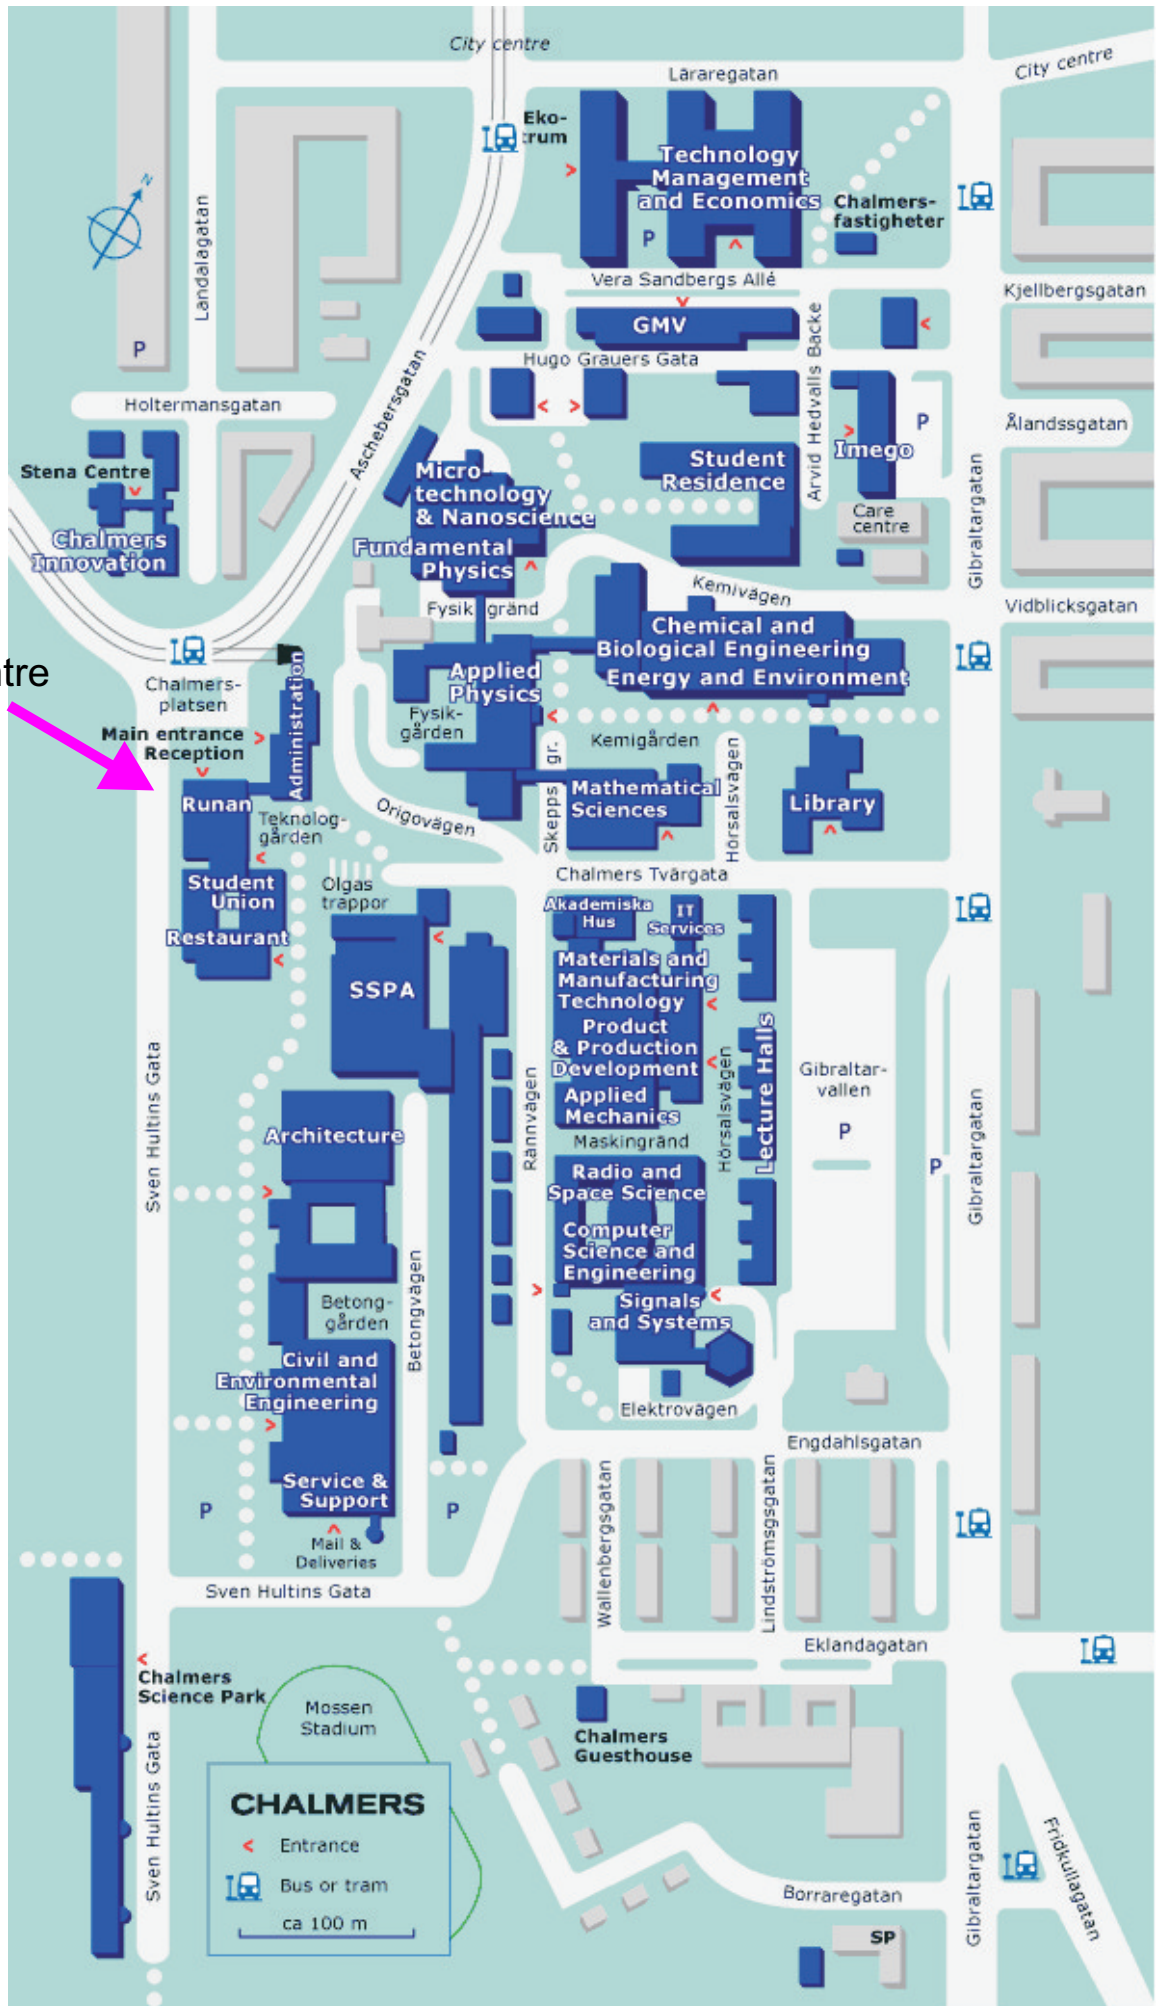 City centre
City centre
Läraregatan
Eko-
trum
Technology
Management
and Economics
P
Chalmers-
fastigheter
N
Landalagatan
Vera Sandbergs Allé
Kjellbergsgatan
GMV
P
Hugo Grauers Gata
Arvid Hedvalls Backe
Aschebersgatan
Holtermansgatan
P
Ålandssgatan
Imego
Stena Centre
Micro-
technology
& Nanoscience
Student
Residence
Gibraltargatan
Care
centre
Chalmers
Innovation
Fundamental
Physics
Kemivägen
Fysik gränd
Vidblicksgatan
Chemical and
Biological Engineering
Energy and Environment
Applied
Physics
Administration
Chalmers-
platsen
Fysik-
gården
Main entrance
Reception
Kemigården
Skepps gr.
Hörsalsvägen
Mathematical
Sciences
Library
Runan
Teknolog-
gården
Origovägen
Chalmers Tvärgata
Student
Union
Olgas
trappor
Akademiska
Hus
IT
Services
Restaurant
Materials and
Manufacturing
Technology
SSPA
Product
& Production
Development
Lecture Halls
Gibraltar-
vallen
Rännvägen
Hörsalsvägen
Applied
Mechanics
P
Sven Hultins Gata
Architecture
Maskingränd
P
Gibraltargatan
Radio and
Space Science
Computer
Science and
Engineering
Betong-
gården
Betongvägen
Signals
and Systems
Civil and
Environmental
Engineering
Elektrovägen
Engdahlsgatan
Service &
Support
P
P
Wallenbergsgatan
Lindströmsgsgatan
Mail &
Deliveries
Sven Hultins Gata
Eklandagatan
Chalmers
Science Park
Mossen
Stadium
Chalmers
Guesthouse
Sven Hultins Gata
CHALMERS
Entrance
Bus or tram
ca 100 m
Gibraltargatan
Fridkullagatan
Borraregatan
SP